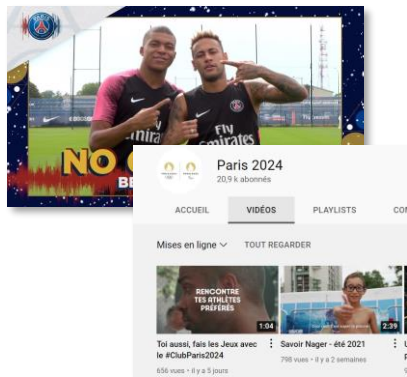 Fly
Emirates
Fly
NO
BE
Paris 2024
20,9 k abonnés
ACCUEIL VIDÉOS PLAYLISTS
Mises en ligne TOUT REGARDER
RENCONTRE
TES ATHLÈTES
PRÉFÉRÉS
1:04
2:39
Toi aussi, fais les Jeux avec
le #ClubParis2024
656 vues • il y a 5 jours
Savoir Nager - été 2021
798 vues • il y a 2 semaines